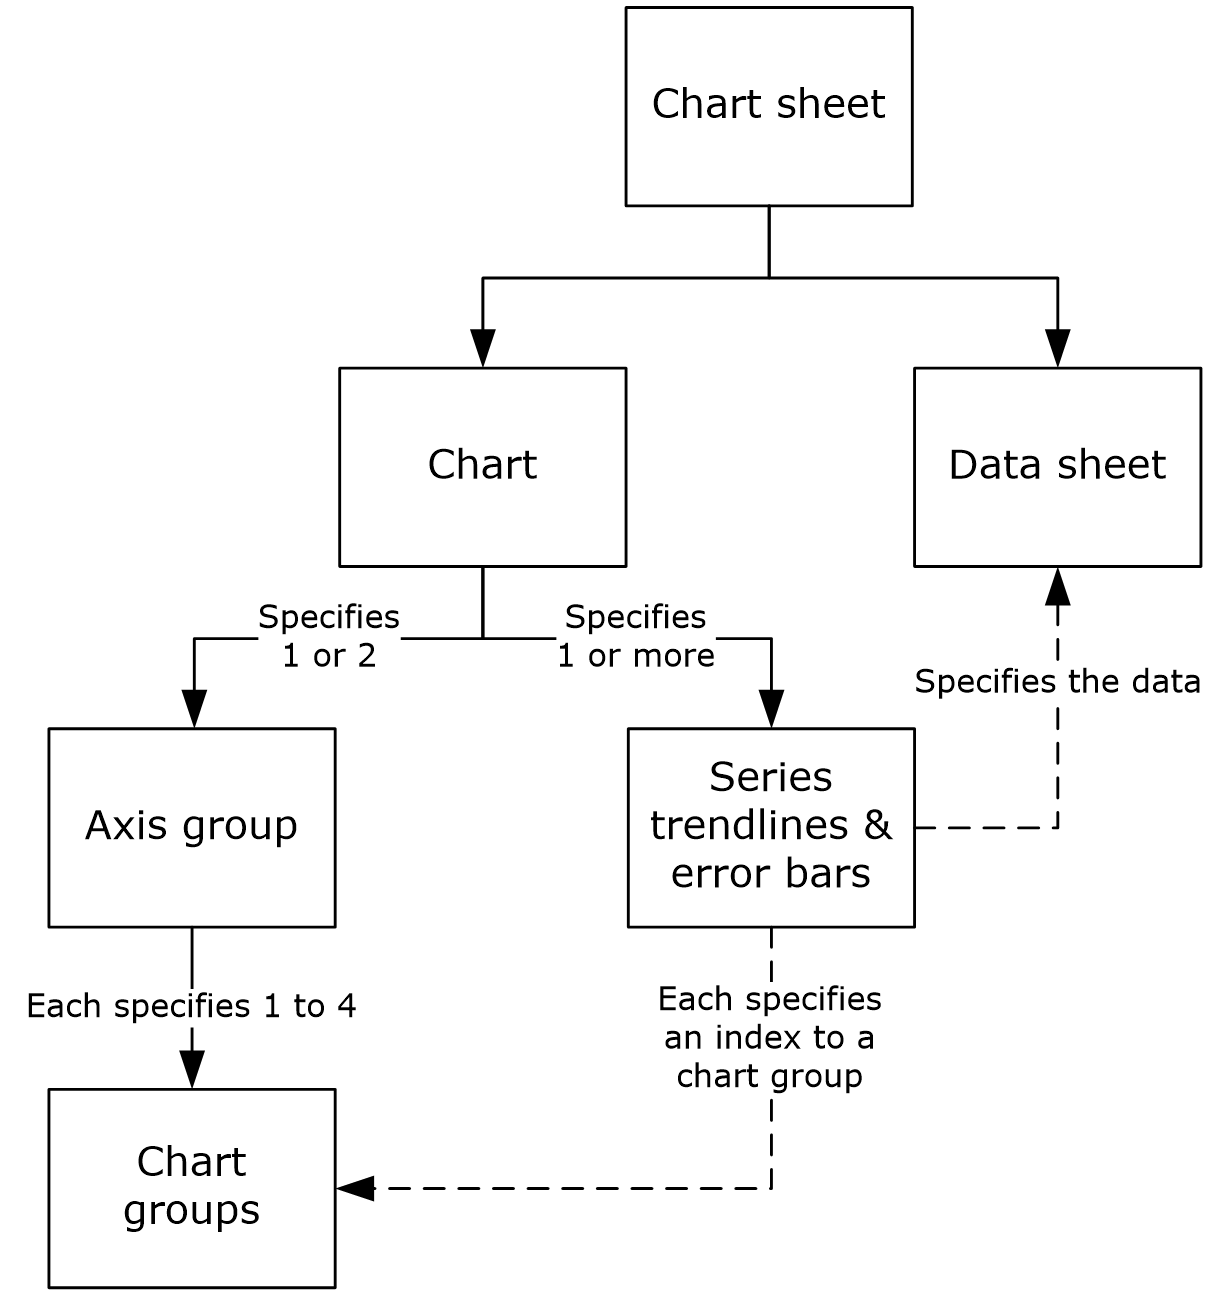 Chart sheet
Chart
Data sheet
Specifies
1 or 2
Specifies
1 or more
Specifies the data
Axis group
Series
trendlines &
error bars
Each specifies 1 to 4
Each specifies
an index to a
chart group
Chart
groups